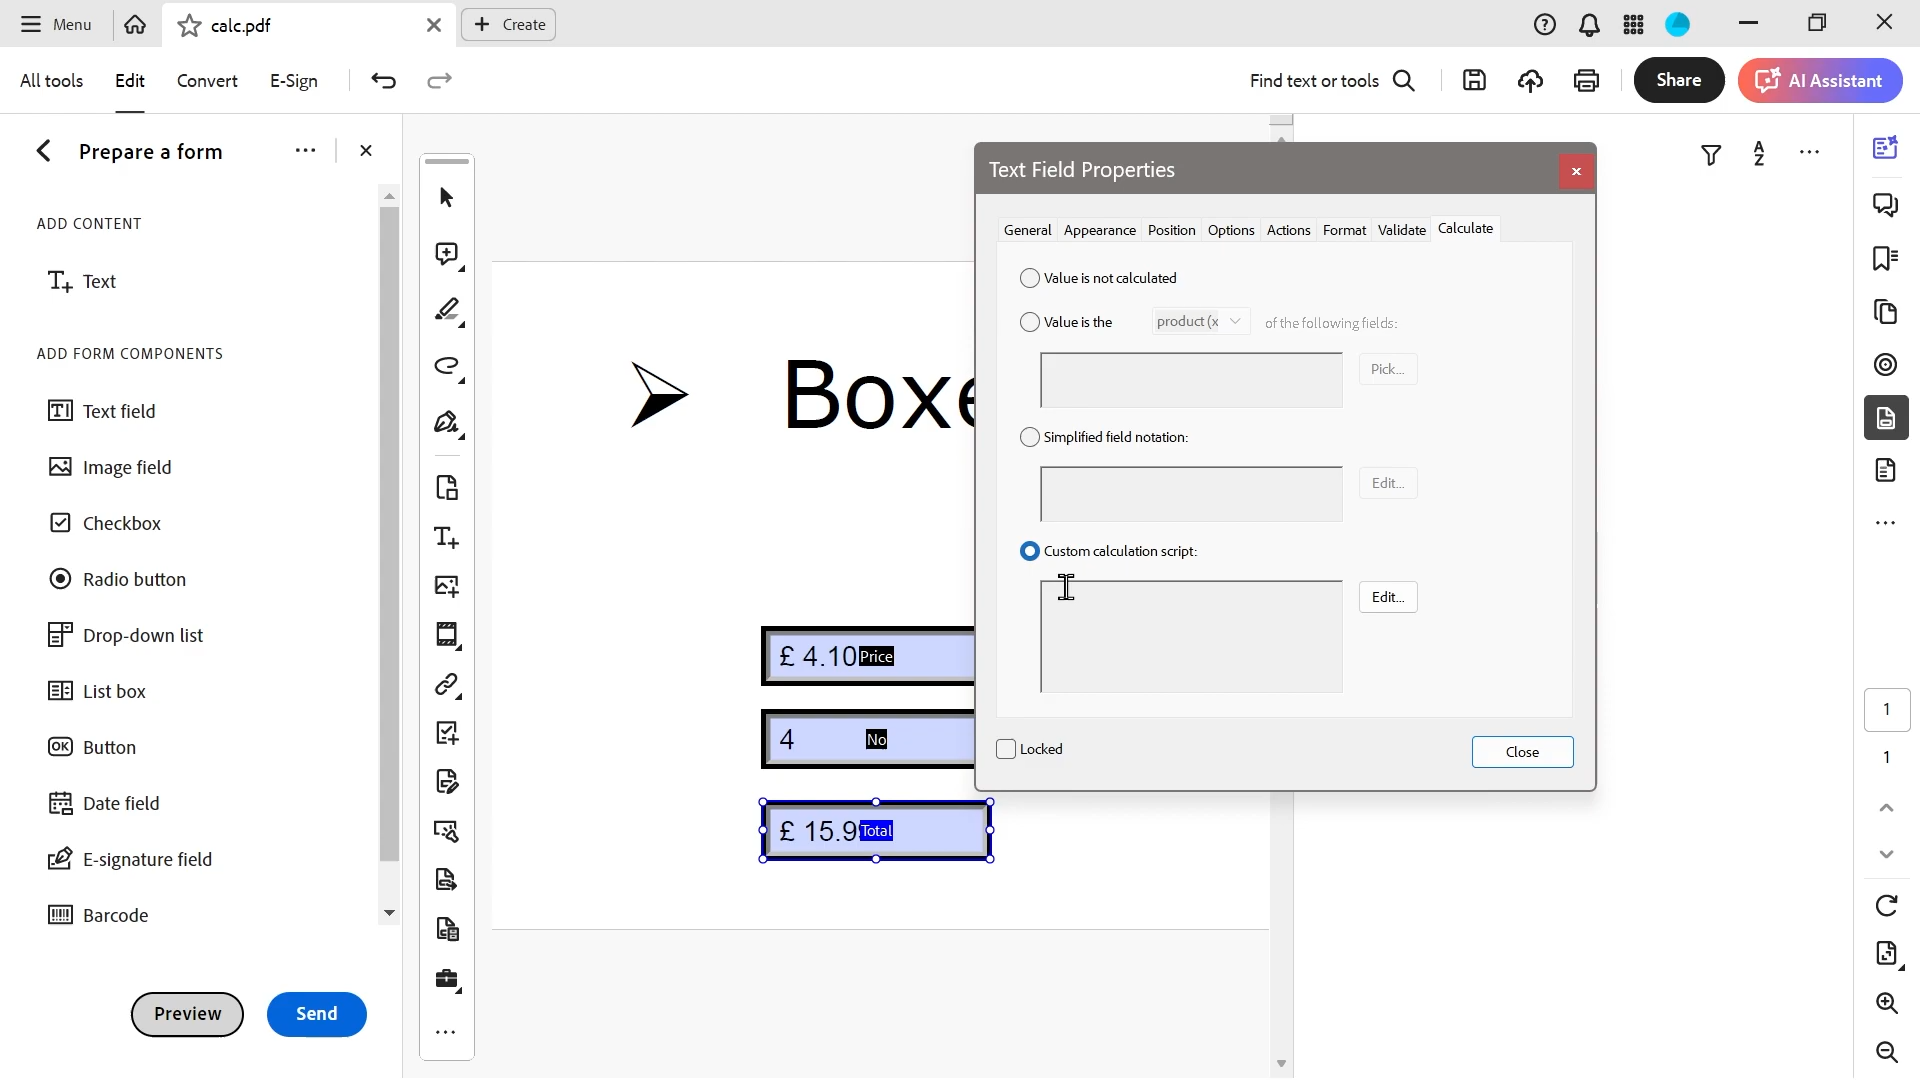 Menu
calc.pdf
Create
All tools
Edit
Convert
E-Sign
Find text or tools
Share
AI Assistant
Prepare a form
ADD CONTENT
Text
ADD FORM COMPONENTS
Text field
Image field
Checkbox
Radio button
Drop-down list
List box
OK Button
Date field
E-signature field
Barcode
Preview
Send
Boxe
£ 4.10 Price
4 No
£ 15.9 Total
Text Field Properties
General
Appearance
Position
Options
Actions
Format
Validate
Calculate
Value is not calculated
Value is the
product (x
of the following fields:
Pick...
Simplified field notation:
Edit...
Custom calculation script:
Edit...
Locked
Close
A
Z
1
1